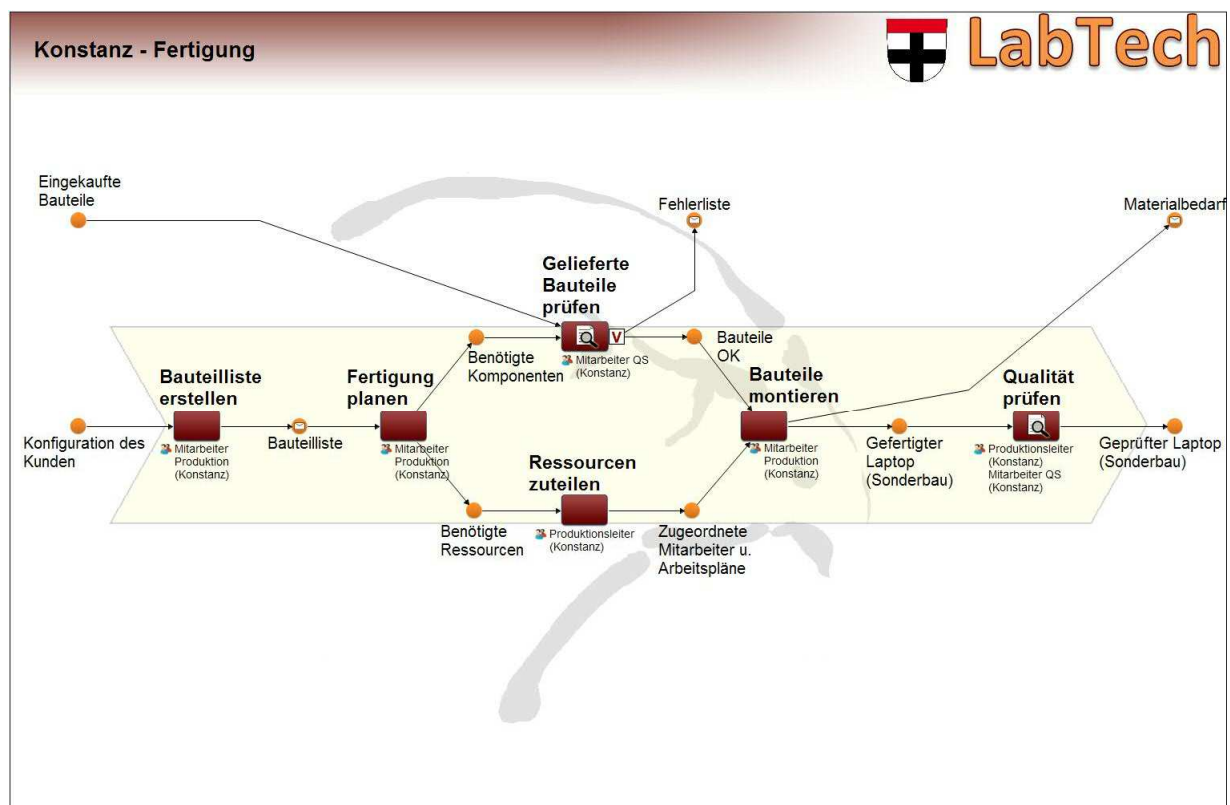 Konstanz - Fertigung
LabTech
Eingekaufte
Bauteile
Fehlerliste
Materialbedarf
Gelieferte
Bauteile
prüfen
V
Mitarbeiter QS
(Konstanz)
Benötigte
Komponenten
Bauteile
OK
Bauteilliste
erstellen
Mitarbeiter
Produktion
(Konstanz)
Fertigung
planen
Mitarbeiter
Produktion
(Konstanz)
Bauteile
montieren
Mitarbeiter
Produktion
(Konstanz)
Qualität
prüfen
Produktionsleiter
(Konstanz)
Mitarbeiter QS
(Konstanz)
Konfiguration des
Kunden
Bauteilliste
Gefertigter
Laptop
(Sonderbau)
Geprüfter Laptop
(Sonderbau)
Ressourcen
zuteilen
Produktionsleiter
(Konstanz)
Benötigte
Ressourcen
Zugeordnete
Mitarbeiter u.
Arbeitspläne